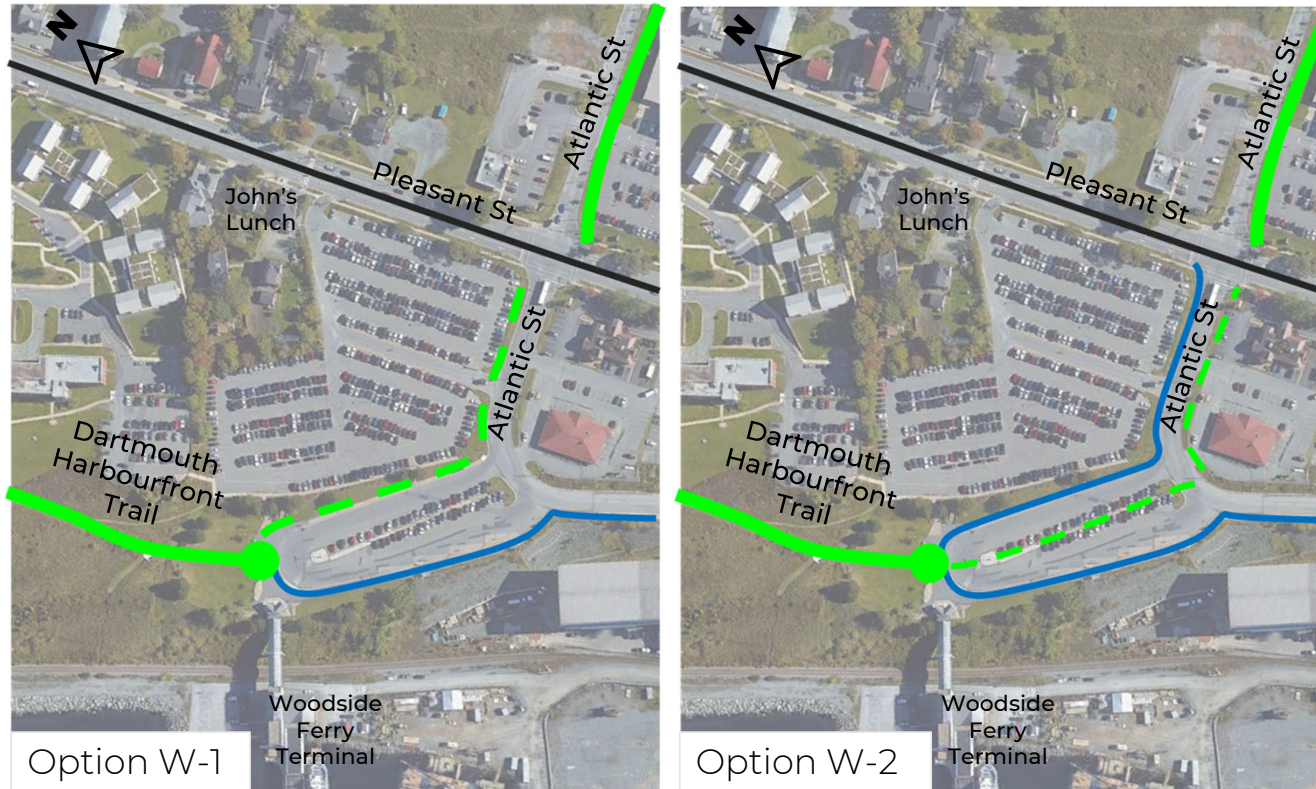 N
Atlantic St
Pleasant St
John's
Lunch
Atlantic St
Dartmouth
Harbourfront
Trail
Woodside
Ferry
Terminal
Option W-1
N
Atlantic St
Pleasant St
John's
Lunch
Atlantic St
Dartmouth
Harbourfront
Trail
Woodside
Ferry
Terminal
Option W-2